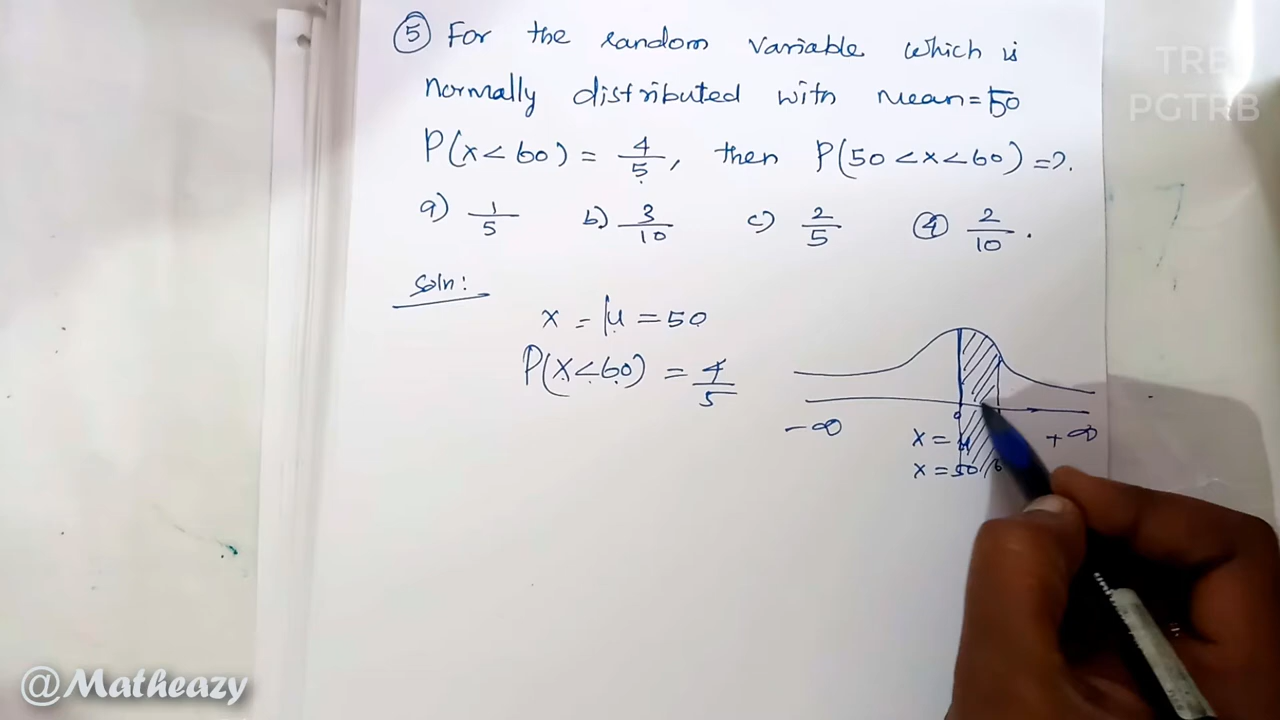 ⑤ For the random variable which is
normally distributed with mean = 50
P(x < 60) = 4/5, then P(50 < x < 60) = ?.
a) 1/5 b) 3/10 c) 2/5 ④ 2/10.
Soln:
x = μ = 50
P(x < 60) = 4/5
-∞ +∞
x = μ
x = 50
TRB
PGTRB
@Matheazy